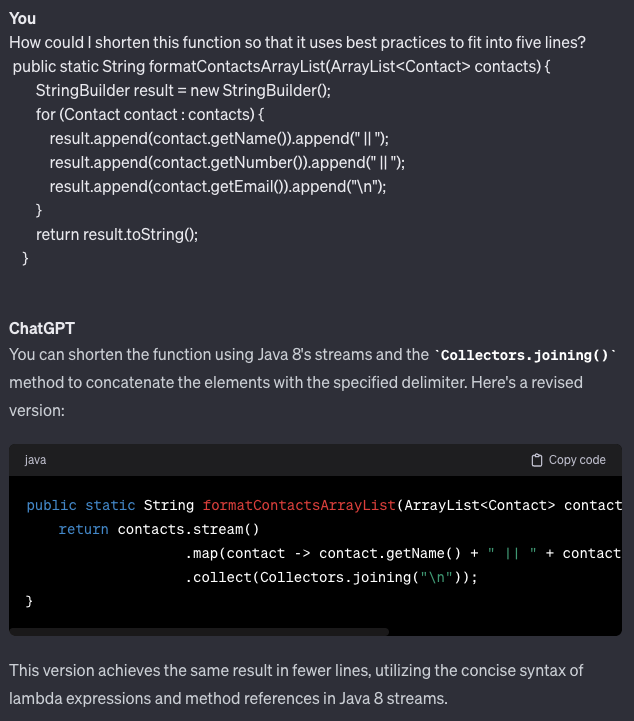 You
How could I shorten this function so that it uses best practices to fit into five lines?
public static String formatContactsArrayList(ArrayList<Contact> contacts) {
StringBuilder result = new StringBuilder();
for (Contact contact : contacts) {
result.append(contact.getName()).append(" || ");
result.append(contact.getNumber()).append(" || ");
result.append(contact.getEmail()).append("\n");
}
return result.toString();
}
ChatGPT
You can shorten the function using Java 8's streams and the `Collectors.joining()`
method to concatenate the elements with the specified delimiter. Here's a revised
version:
java Copy code
public static String formatContactsArrayList(ArrayList<Contact> contact
return contacts.stream()
.map(contact -> contact.getName() + " || " + contact
.collect(Collectors.joining("\n"));
}
This version achieves the same result in fewer lines, utilizing the concise syntax of
lambda expressions and method references in Java 8 streams.